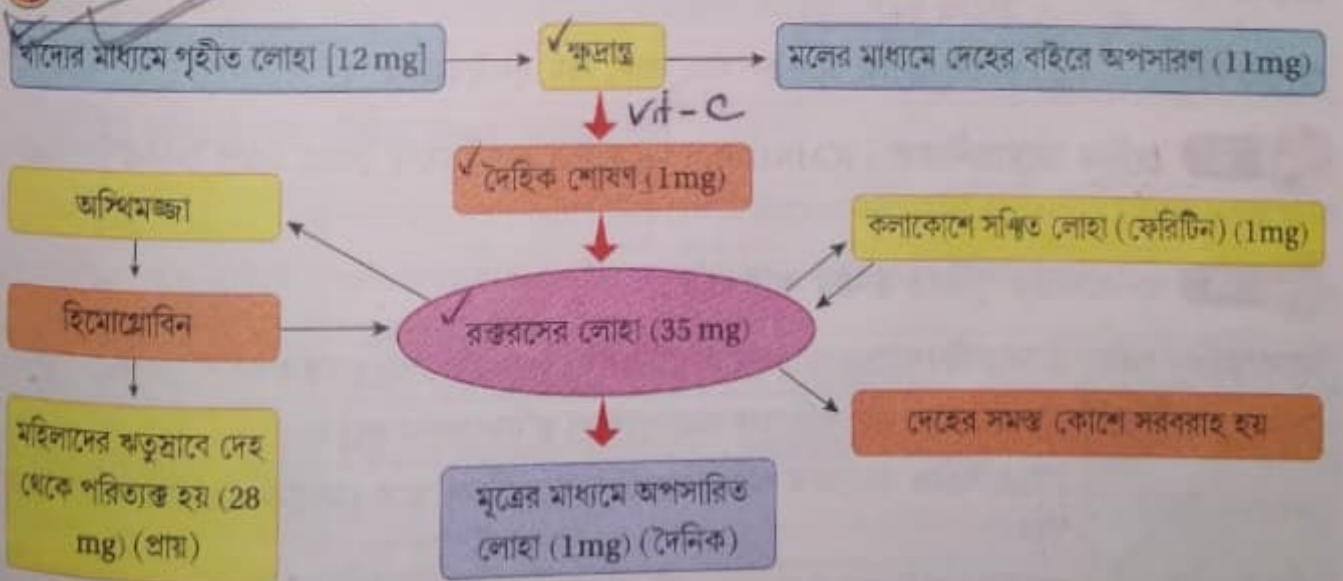 খাদ্যের মাধ্যমে গৃহীত লোহা [12 mg]
ক্ষুদ্রান্ত্র
মলের মাধ্যমে দেহের বাইরে অপসারণ (11mg)
Vit-C
দৈহিক শোষণ (1mg)
অস্থিমজ্জা
কলাকোশে সঞ্চিত লোহা (ফেরিটিন) (1mg)
হিমোগ্লোবিন
রক্তরসের লোহা (35 mg)
দেহের সমস্ত কোশে সরবরাহ হয়
মহিলাদের ঋতুস্রাবে দেহ
থেকে পরিত্যক্ত হয় (28
mg) (প্রায়)
মূত্রের মাধ্যমে অপসারিত
লোহা (1mg) (দৈনিক)